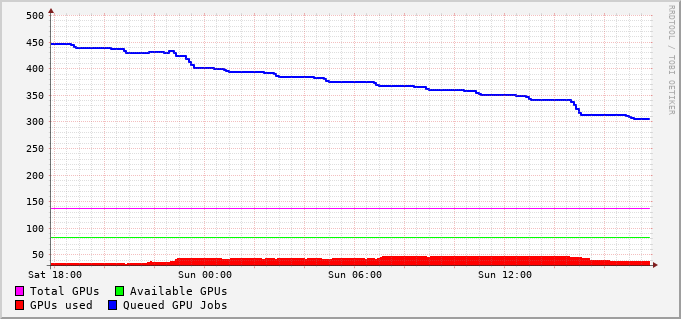 500
450
400
350
300
250
200
150
100
50
Sat 18:00 Sun 00:00 Sun 06:00 Sun 12:00
Total GPUs Available GPUs
GPUs used Queued GPU Jobs
RRDTOOL / TOBI OETIKER